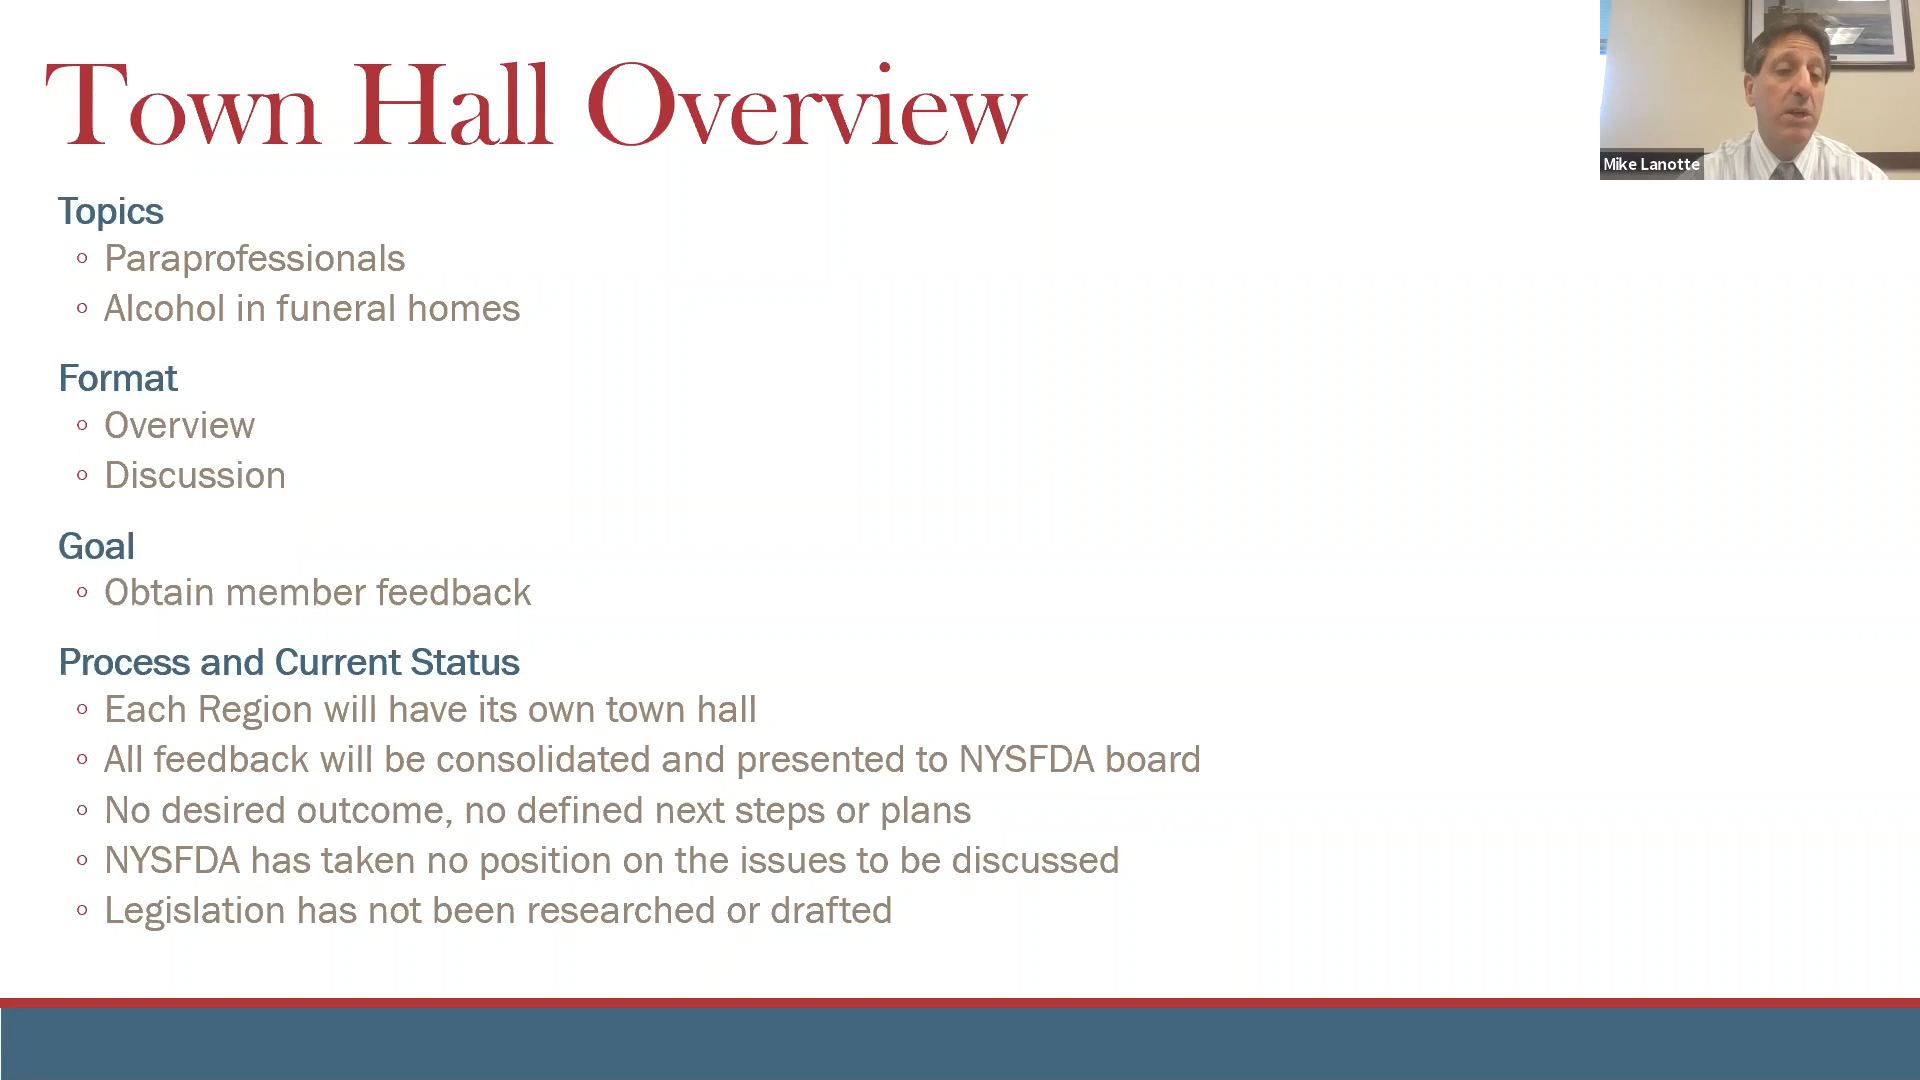 Town Hall Overview
Mike Lanotte
Topics
Paraprofessionals
Alcohol in funeral homes
Format
Overview
Discussion
Goal
Obtain member feedback
Process and Current Status
Each Region will have its own town hall
All feedback will be consolidated and presented to NYSFDA board
No desired outcome, no defined next steps or plans
NYSFDA has taken no position on the issues to be discussed
Legislation has not been researched or drafted